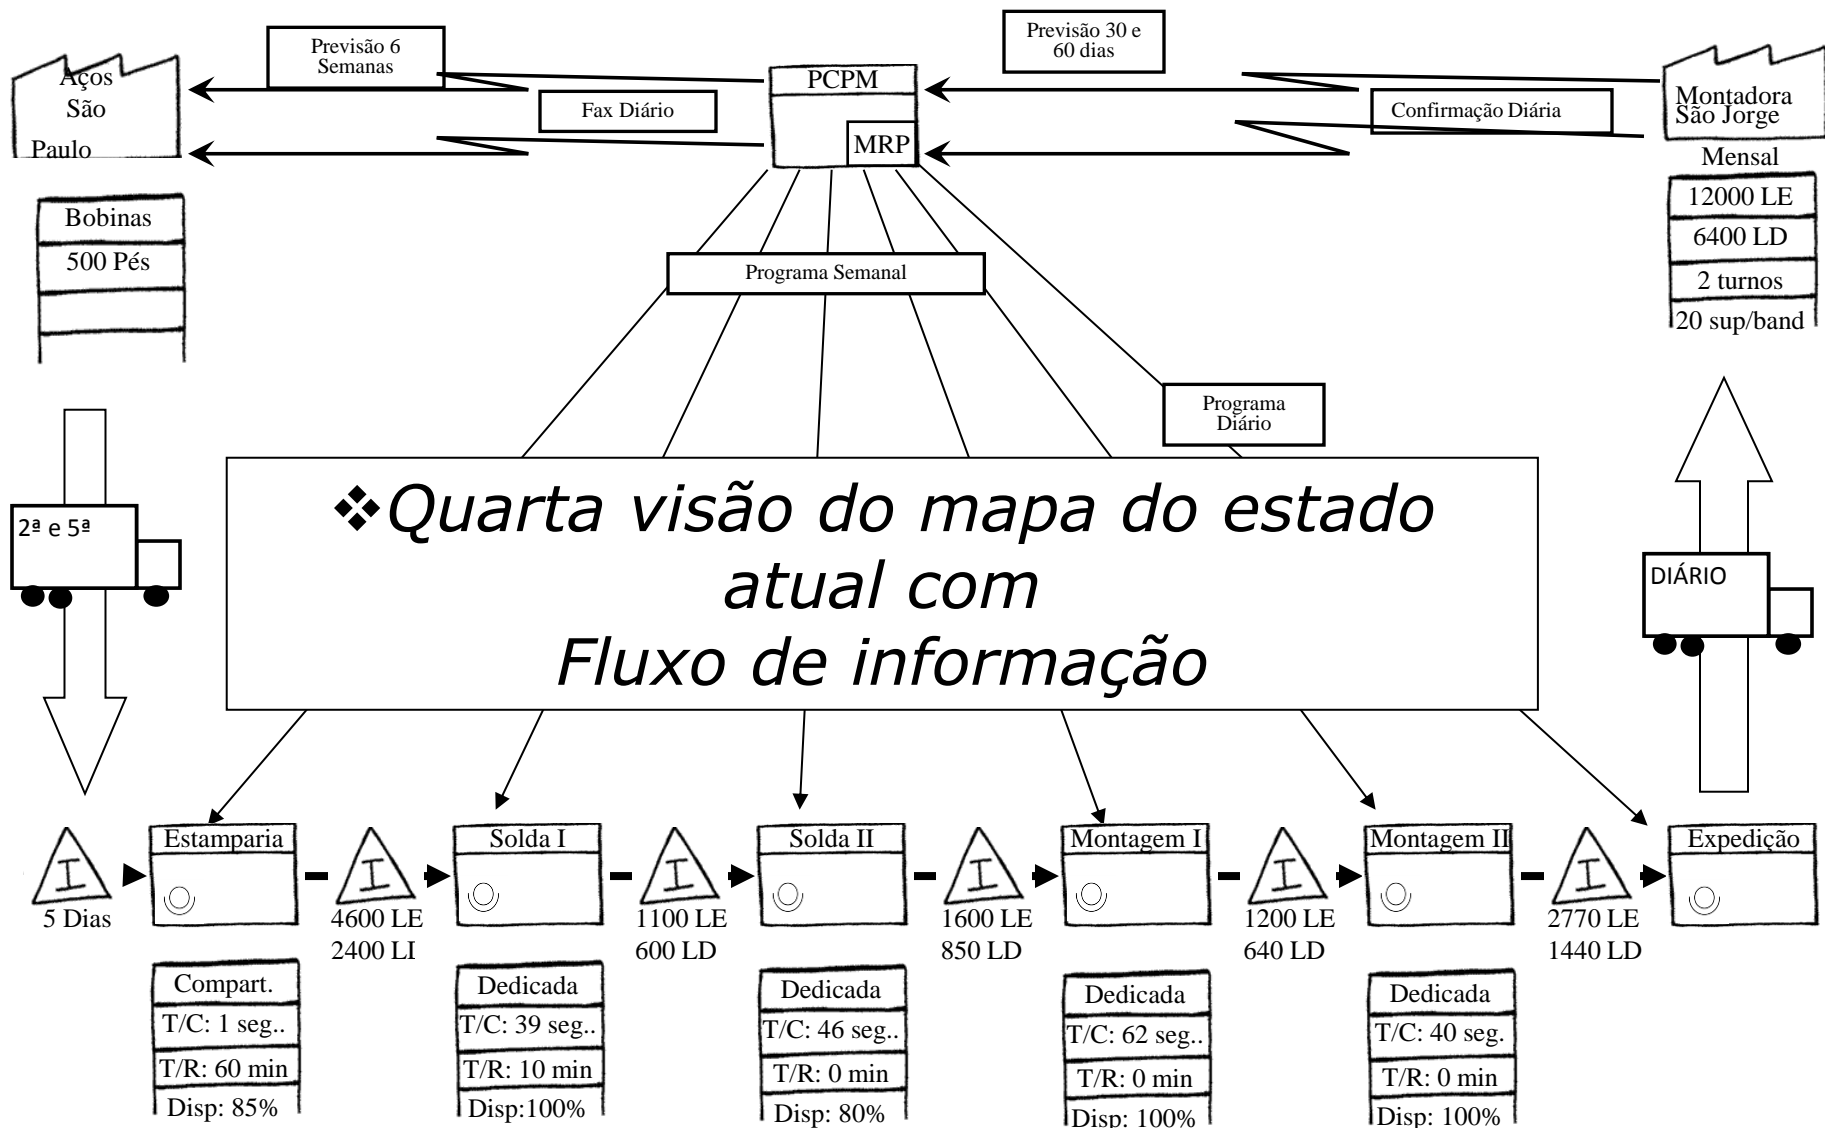 Previsão 6
Semanas
Previsão 30 e
60 dias
Aços
São
Paulo
Fax Diário
PCPM
MRP
Confirmação Diária
Montadora
São Jorge
Mensal
12000 LE
6400 LD
2 turnos
20 sup/band
Bobinas
500 Pés
Programa Semanal
Programa
Diário
2ª e 5ª
❖Quarta visão do mapa do estado
atual com
Fluxo de informação
DIÁRIO
I
5 Dias
Estamparia
I
4600 LE
2400 LI
Solda I
I
1100 LE
600 LD
Solda II
I
1600 LE
850 LD
Montagem I
I
1200 LE
640 LD
Montagem II
I
2770 LE
1440 LD
Expedição
Compart.
T/C: 1 seg..
T/R: 60 min
Disp: 85%
Dedicada
T/C: 39 seg..
T/R: 10 min
Disp:100%
Dedicada
T/C: 46 seg..
T/R: 0 min
Disp: 80%
Dedicada
T/C: 62 seg..
T/R: 0 min
Disp: 100%
Dedicada
T/C: 40 seg.
T/R: 0 min
Disp: 100%